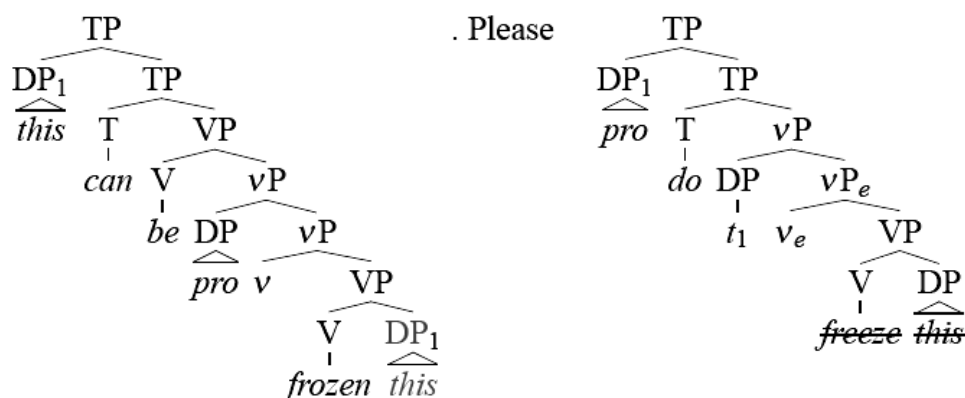 TP . Please TP
DP1 TP DP1 TP
this T VP pro T vP
can V vP do DP vPe
be DP vP t1 ve VP
pro v VP V DP
V DP1 freeze this
frozen this